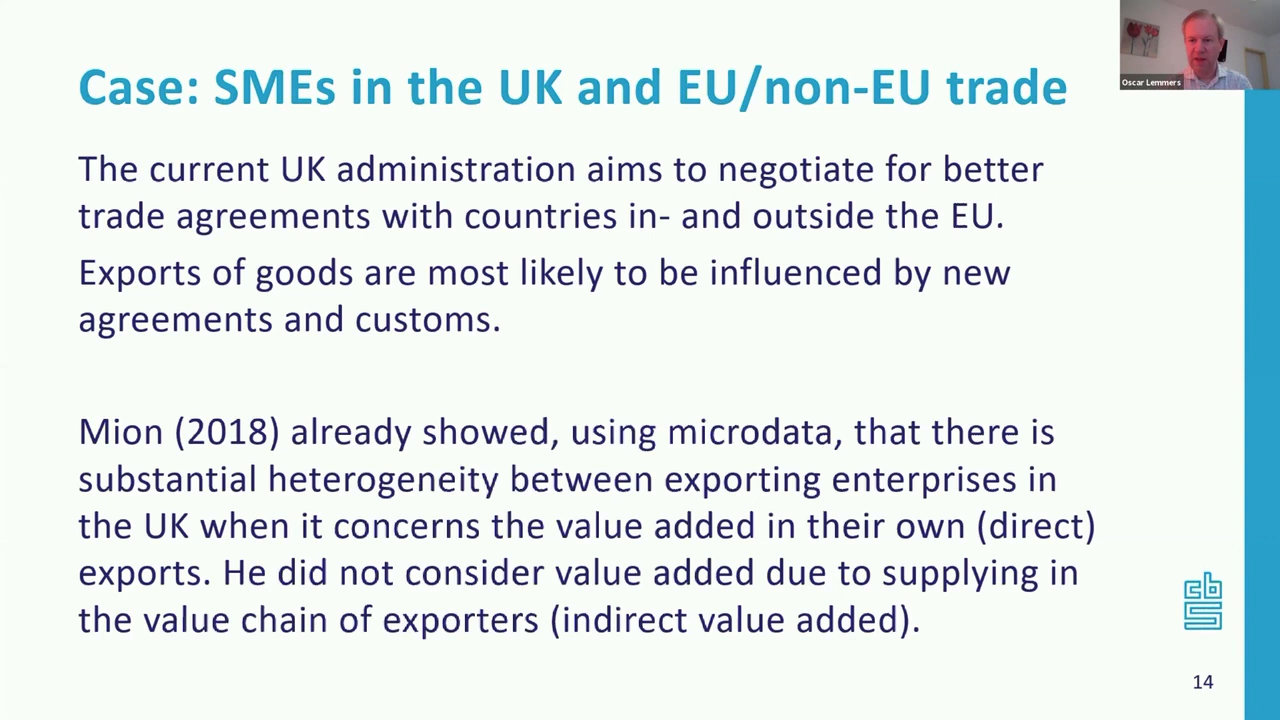 Case: SMEs in the UK and EU/non-EU trade
Oscar Lemmers
The current UK administration aims to negotiate for better
trade agreements with countries in- and outside the EU.
Exports of goods are most likely to be influenced by new
agreements and customs.
Mion (2018) already showed, using microdata, that there is
substantial heterogeneity between exporting enterprises in
the UK when it concerns the value added in their own (direct)
exports. He did not consider value added due to supplying in
the value chain of exporters (indirect value added).
cbs
14